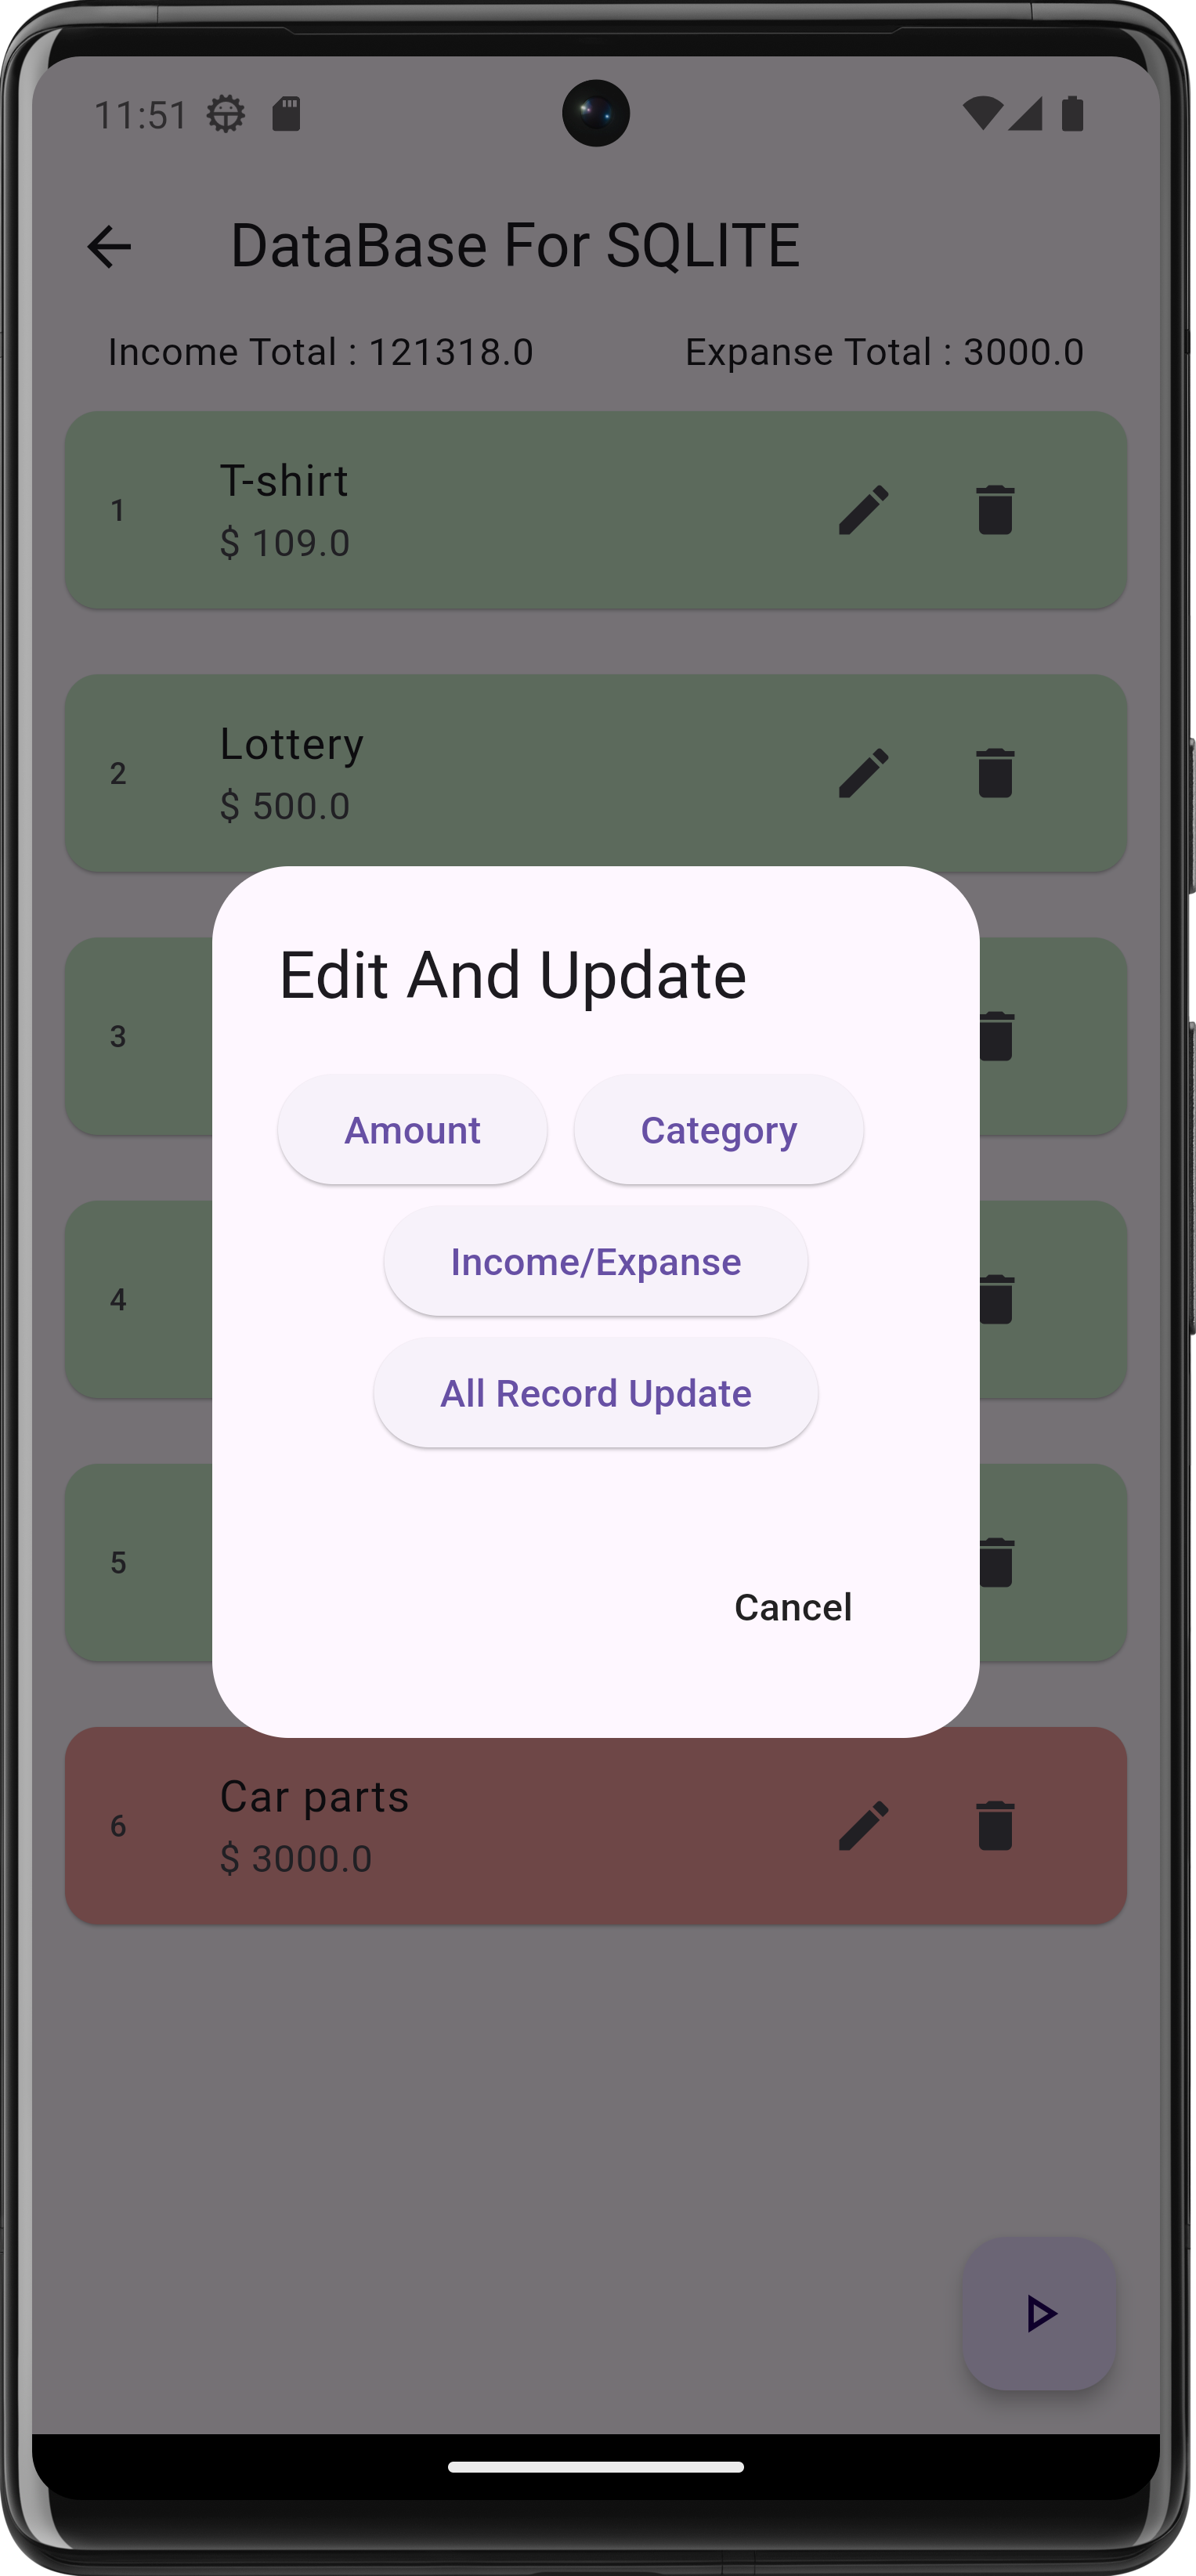 11:51
DataBase For SQLITE
Income Total : 121318.0 Expanse Total : 3000.0
1
T-shirt
$ 109.0
2
Lottery
$ 500.0
3
4
5
Edit And Update
Amount Category
Income/Expanse
All Record Update
Cancel
6
Car parts
$ 3000.0